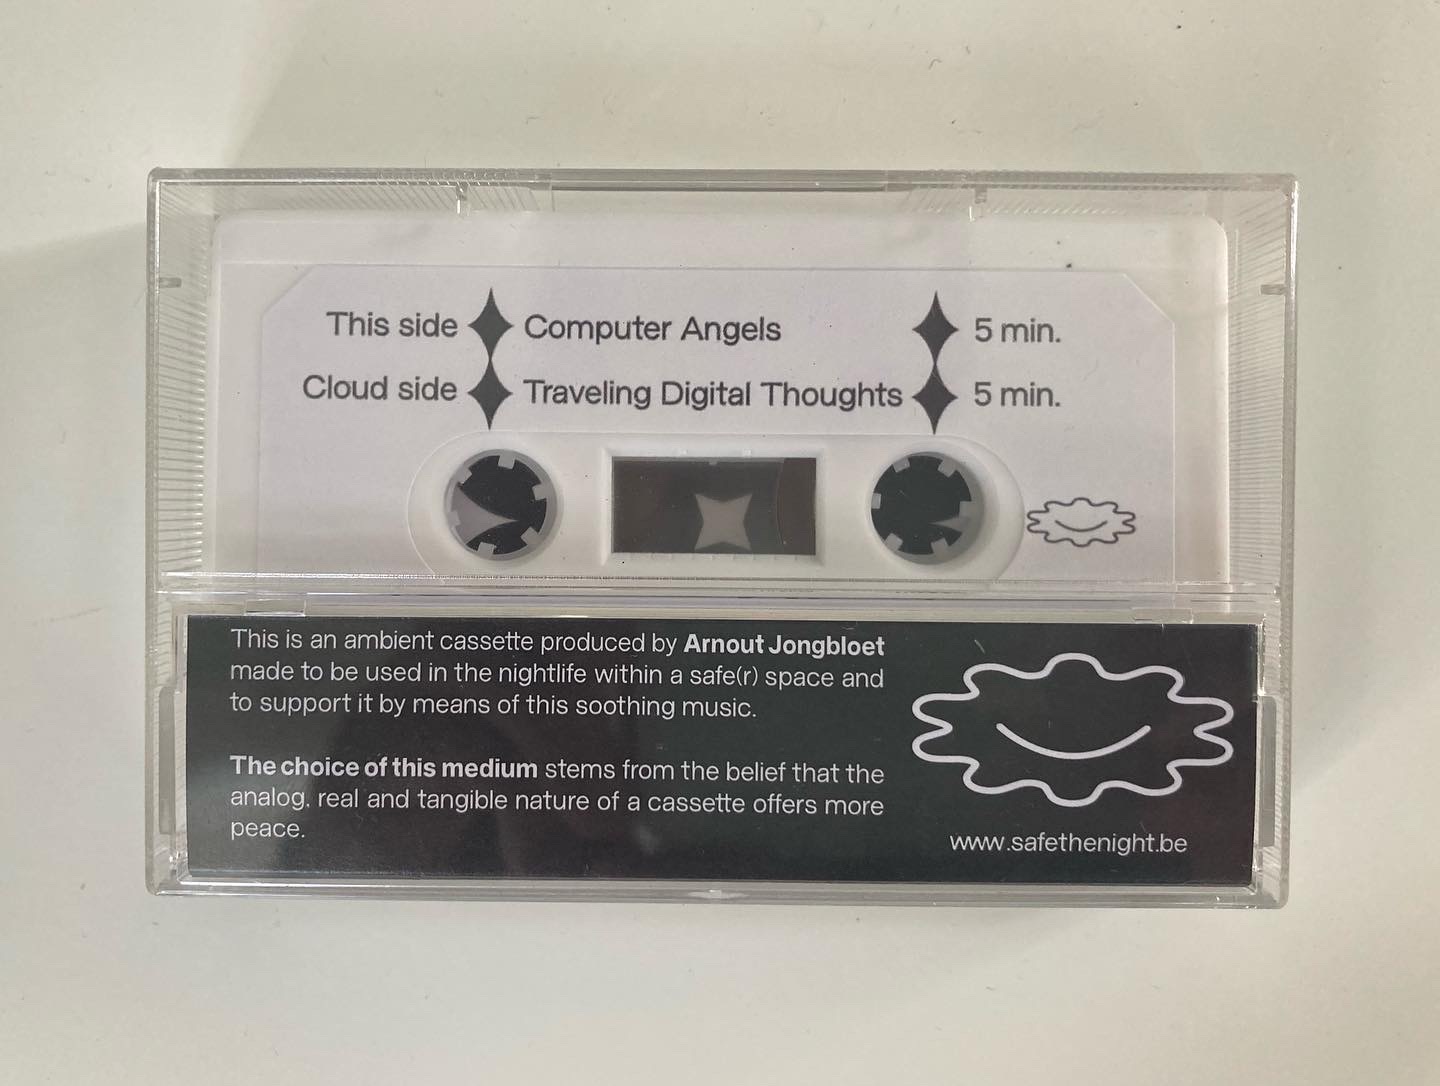 This side Computer Angels 5 min.
Cloud side Traveling Digital Thoughts 5 min.
This is an ambient cassette produced by Arnout Jongbloet
made to be used in the nightlife within a safe(r) space and
to support it by means of this soothing music.
The choice of this medium stems from the belief that the
analog, real and tangible nature of a cassette offers more
peace.
www.safethenight.be